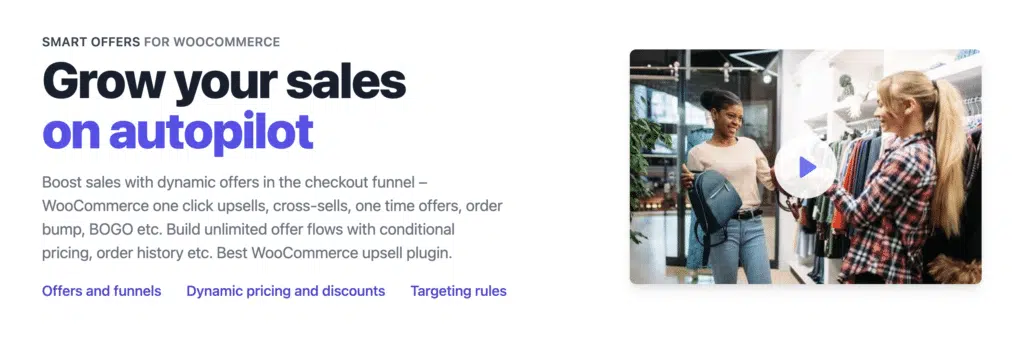 SMART OFFERS FOR WOOCOMMERCE
Grow your sales
on autopilot
Boost sales with dynamic offers in the checkout funnel –
WooCommerce one click upsells, cross-sells, one time offers, order
bump, BOGO etc. Build unlimited offer flows with conditional
pricing, order history etc. Best WooCommerce upsell plugin.
Offers and funnels Dynamic pricing and discounts Targeting rules